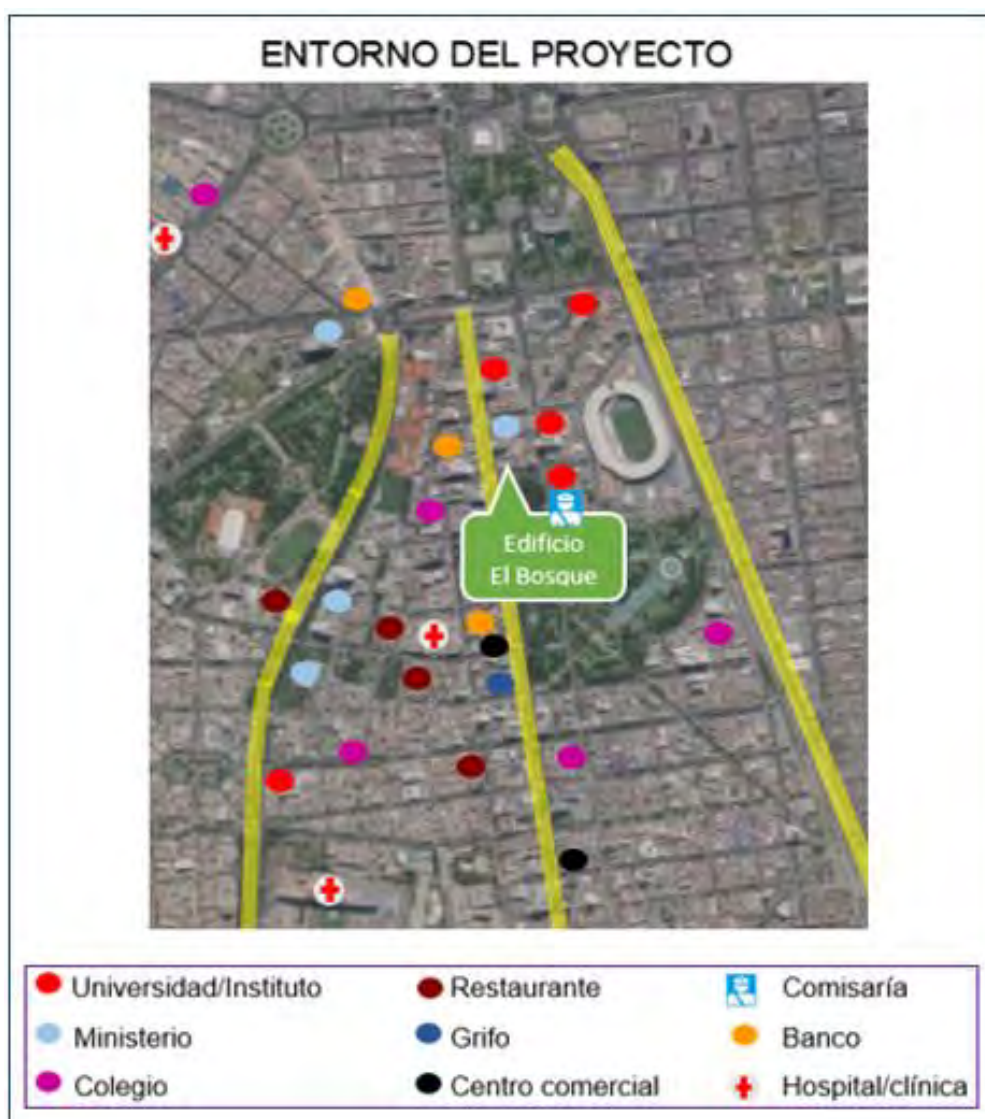 ENTORNO DEL PROYECTO
Edificio
El Bosque
Universidad/Instituto
Restaurante
Comisaría
Ministerio
Grifo
Banco
Colegio
Centro comercial
Hospital/clínica